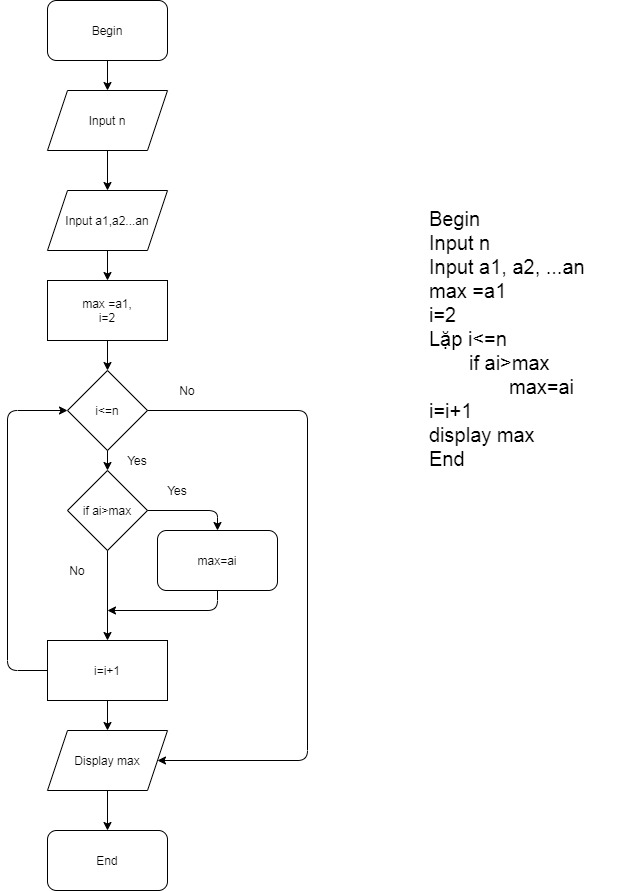 Begin
Input n
Input a1,a2...an
max =a1,
i=2
i<=n
No
Yes
if ai>max
Yes
No
max=ai
i=i+1
Display max
End
Begin
Input n
Input a1, a2, ...an
max =a1
i=2
Lặp i<=n
if ai>max
max=ai
i=i+1
display max
End